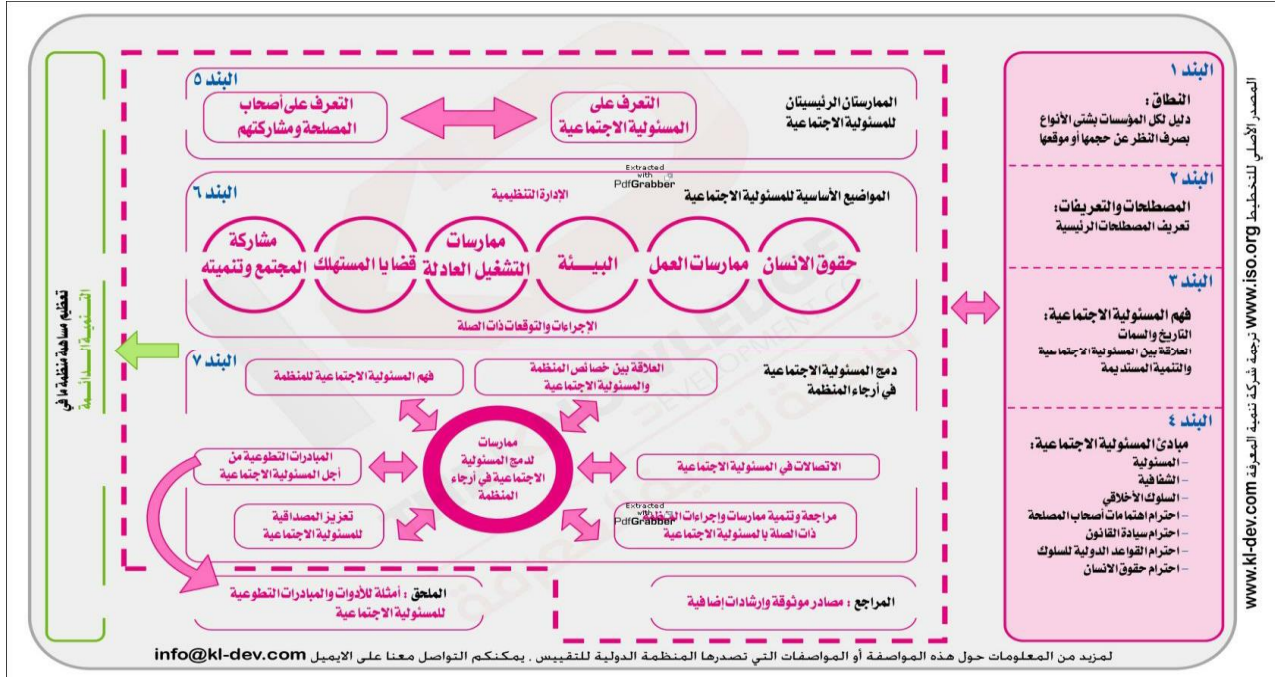 البند ١
النطاق :
دليل لكل المؤسسات بشتى الأنواع
بصرف النظر عن حجمها أو موقعها
البند ٢
المصطلحات والتعريفات:
تعريف المصطلحات الرئيسية
البند ٣
فهم المسئولية الاجتماعية:
التاريخ والسمات
العلاقة بين المسئولية الاجتماعية
والتنمية المستديمة
البند ٤
مبادئ المسئولية الاجتماعية:
– المسئولية
– الشفافية
– السلوك الأخلاقي
– احترام اهتمامات أصحاب المصلحة
– احترام سيادة القانون
– احترام القواعد الدولية للسلوك
– احترام حقوق الانسان
البند ٥
الممارستان الرئيسيتان
للمسئولية الاجتماعية
التعرف على
المسئولية الاجتماعية
التعرف على أصحاب
المصلحة ومشاركتهم
Extracted
with
PdfGrabber
البند ٦
المواضيع الأساسية للمسئولية الاجتماعية
الإدارة التنظيمية
حقوق الانسان
ممارسات العمل
البيـــئة
ممارسات
التشغيل العادلة
قضايا المستهلك
مشاركة
المجتمع وتنميته
الإجراءات والتوقعات ذات الصلة
البند ٧
دمج المسئولية الاجتماعية
في أرجاء المنظمة
العلاقة بين خصائص المنظمة
والمسئولية الاجتماعية
فهم المسئولية الاجتماعية للمنظمة
ممارسات
لدمج المسئولية
الاجتماعية في أرجاء
المنظمة
الاتصالات في المسئولية الاجتماعية
المبادرات التطوعية من
أجل المسئولية الاجتماعية
مراجعة وتنمية ممارسات وإجراءات المنظمة
ذات الصلة بالمسئولية الاجتماعية
Extracted
with
PdfGrabber
تعزيز المصداقية
للمسئولية الاجتماعية
المراجع : مصادر موثوقة وإرشادات إضافية
الملحق : أمثلة للأدوات والمبادرات التطوعية
للمسئولية الاجتماعية
تعظيم مساهمة منظمة ما في
التـنـميـة الـــدائـــمة
لمزيد من المعلومات حول هذه المواصفة أو المواصفات التي تصدرها المنظمة الدولية للتقييس . يمكنكم التواصل معنا على الايميل info@kl-dev.com
المصدر الأصلي للتخطيط www.iso.org ترجمة شركة تنمية المعرفة www.kl-dev.com